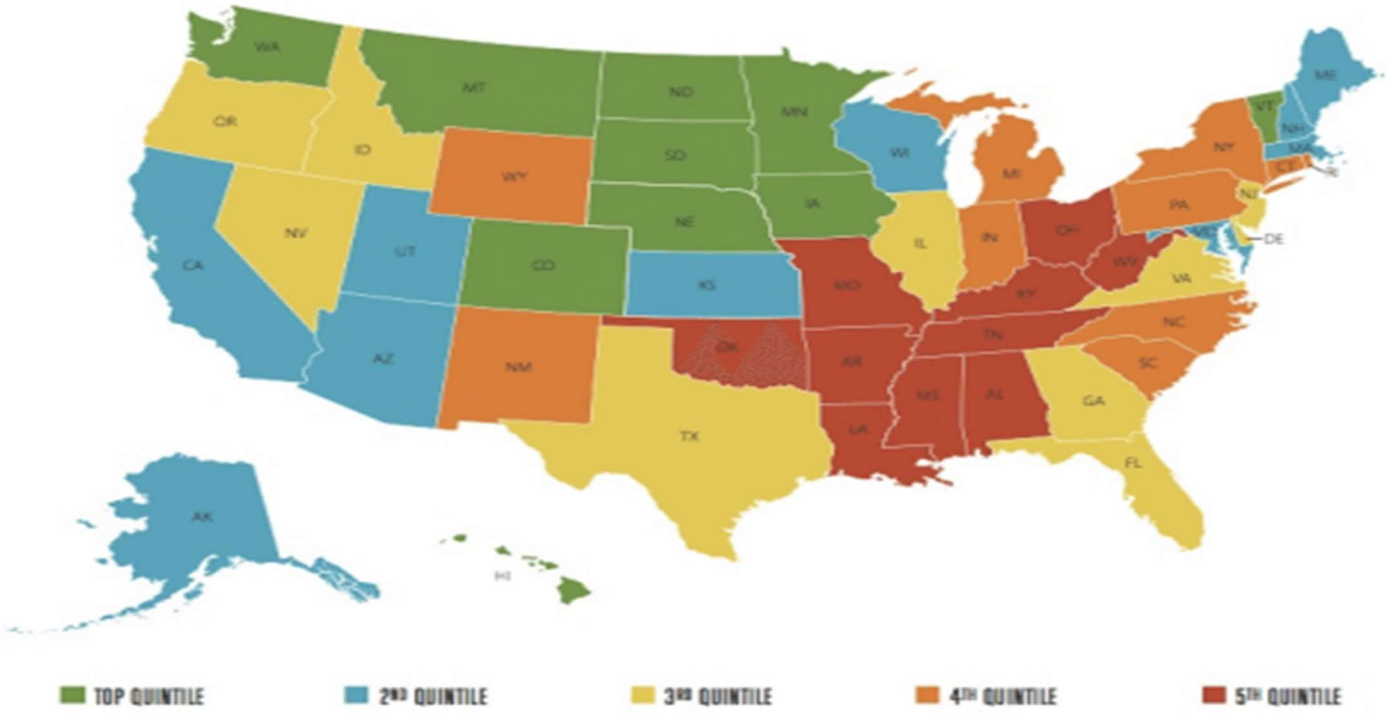 WA
MT
ND
MN
ME
VT
NH
OR
ID
SD
WI
NY
MA
CT
RI
WY
MI
IA
NE
PA
NJ
NV
UT
CO
IL
IN
OH
MD
DE
CA
KS
MO
WV
VA
KY
NC
AZ
NM
OK
AR
TN
SC
MS
AL
GA
TX
LA
FL
AK
HI
TOP QUINTILE 2ND QUINTILE 3RD QUINTILE 4TH QUINTILE 5TH QUINTILE